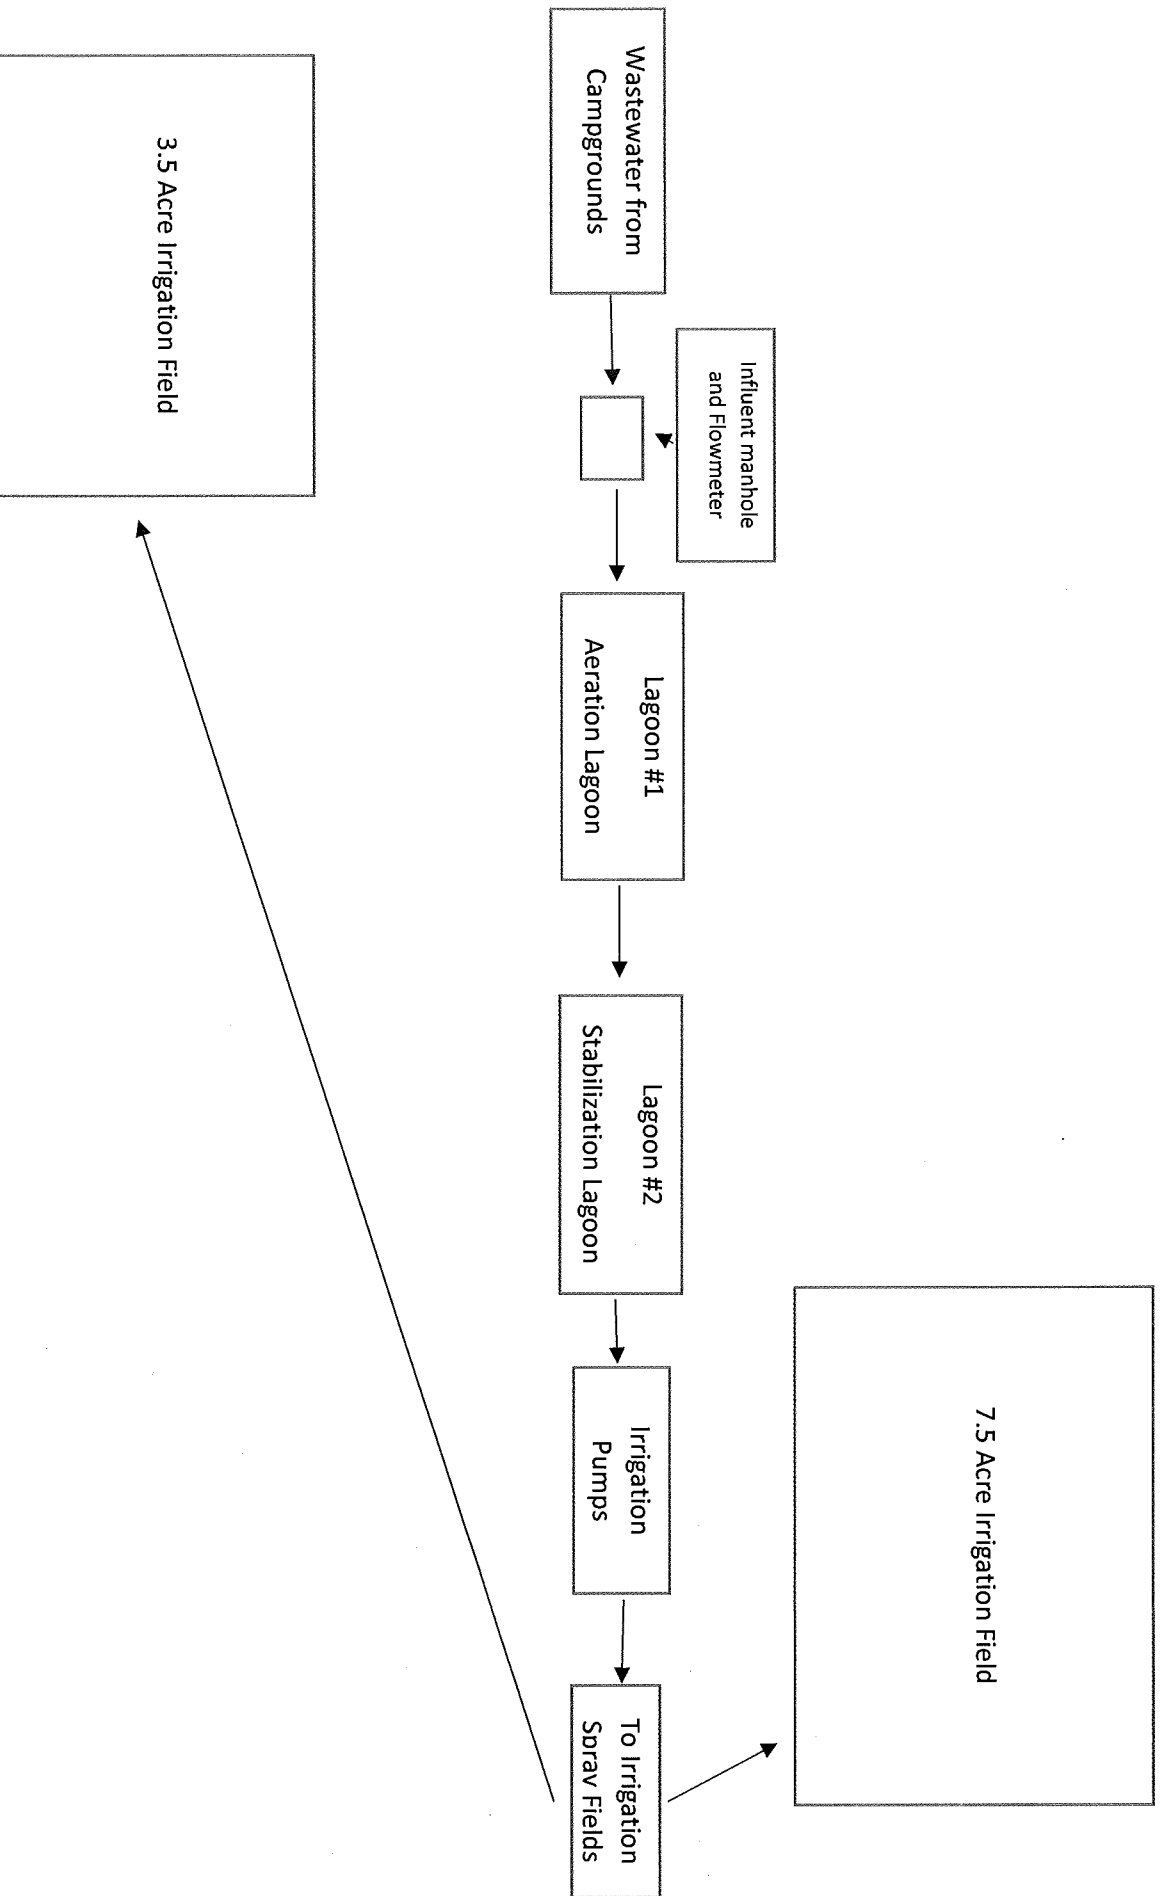 7.5 Acre Irrigation Field
Influent manhole
and Flowmeter
Wastewater from
Campgrounds
Lagoon #1
Aeration Lagoon
Lagoon #2
Stabilization Lagoon
Irrigation
Pumps
To Irrigation
Spray Fields
3.5 Acre Irrigation Field